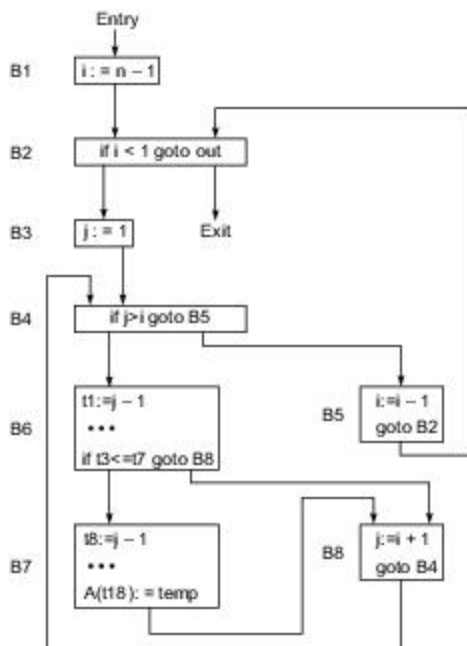 Entry
B1
i : = n – 1
B2
if i < 1 goto out
B3
j : = 1
Exit
B4
if j>i goto B5
B6
t1:=j – 1
•••
if t3<=t7 goto B8
B5
i:=i – 1
goto B2
B7
t8:=j – 1
•••
A(t18): = temp
B8
j:=i + 1
goto B4